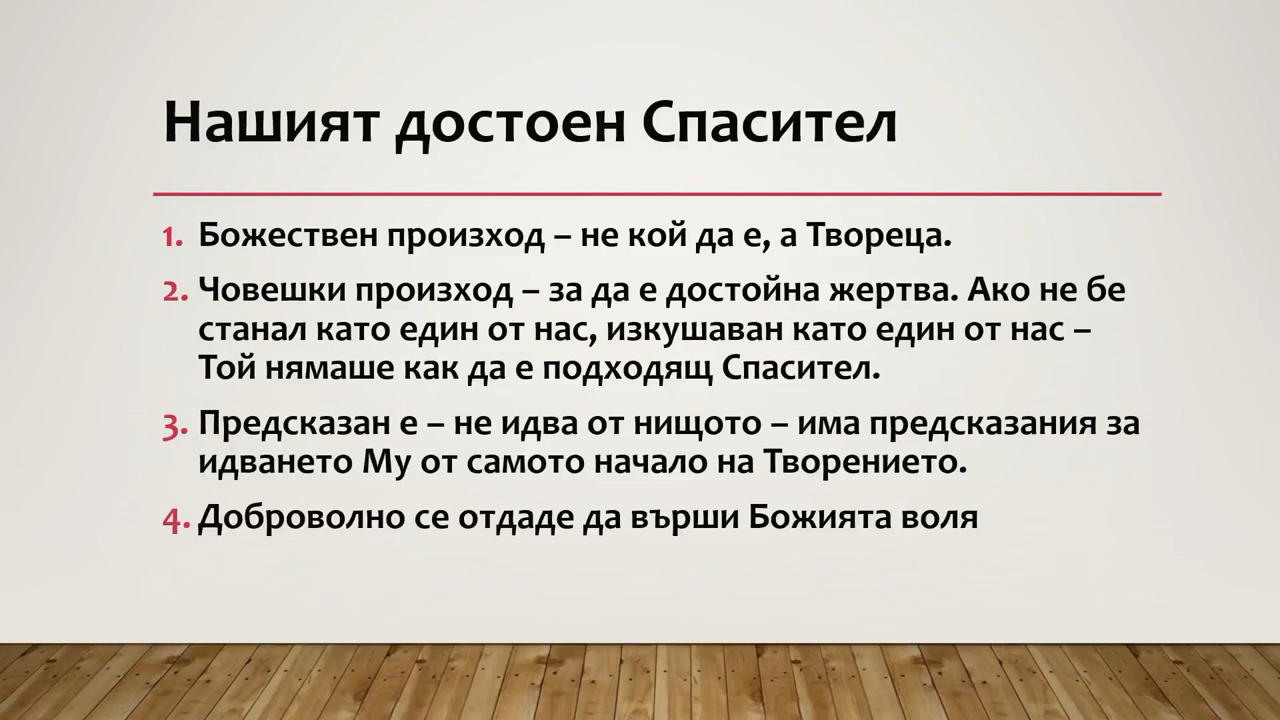 Нашият достоен Спасител
1. Божествен произход – не кой да е, а Твореца.
2. Човешки произход – за да е достойна жертва. Ако не бе
станал като един от нас, изкушаван като един от нас –
Той нямаше как да е подходящ Спасител.
3. Предсказан е – не идва от нищото – има предсказания за
идването Му от самото начало на Творението.
4. Доброволно се отдаде да върши Божията воля